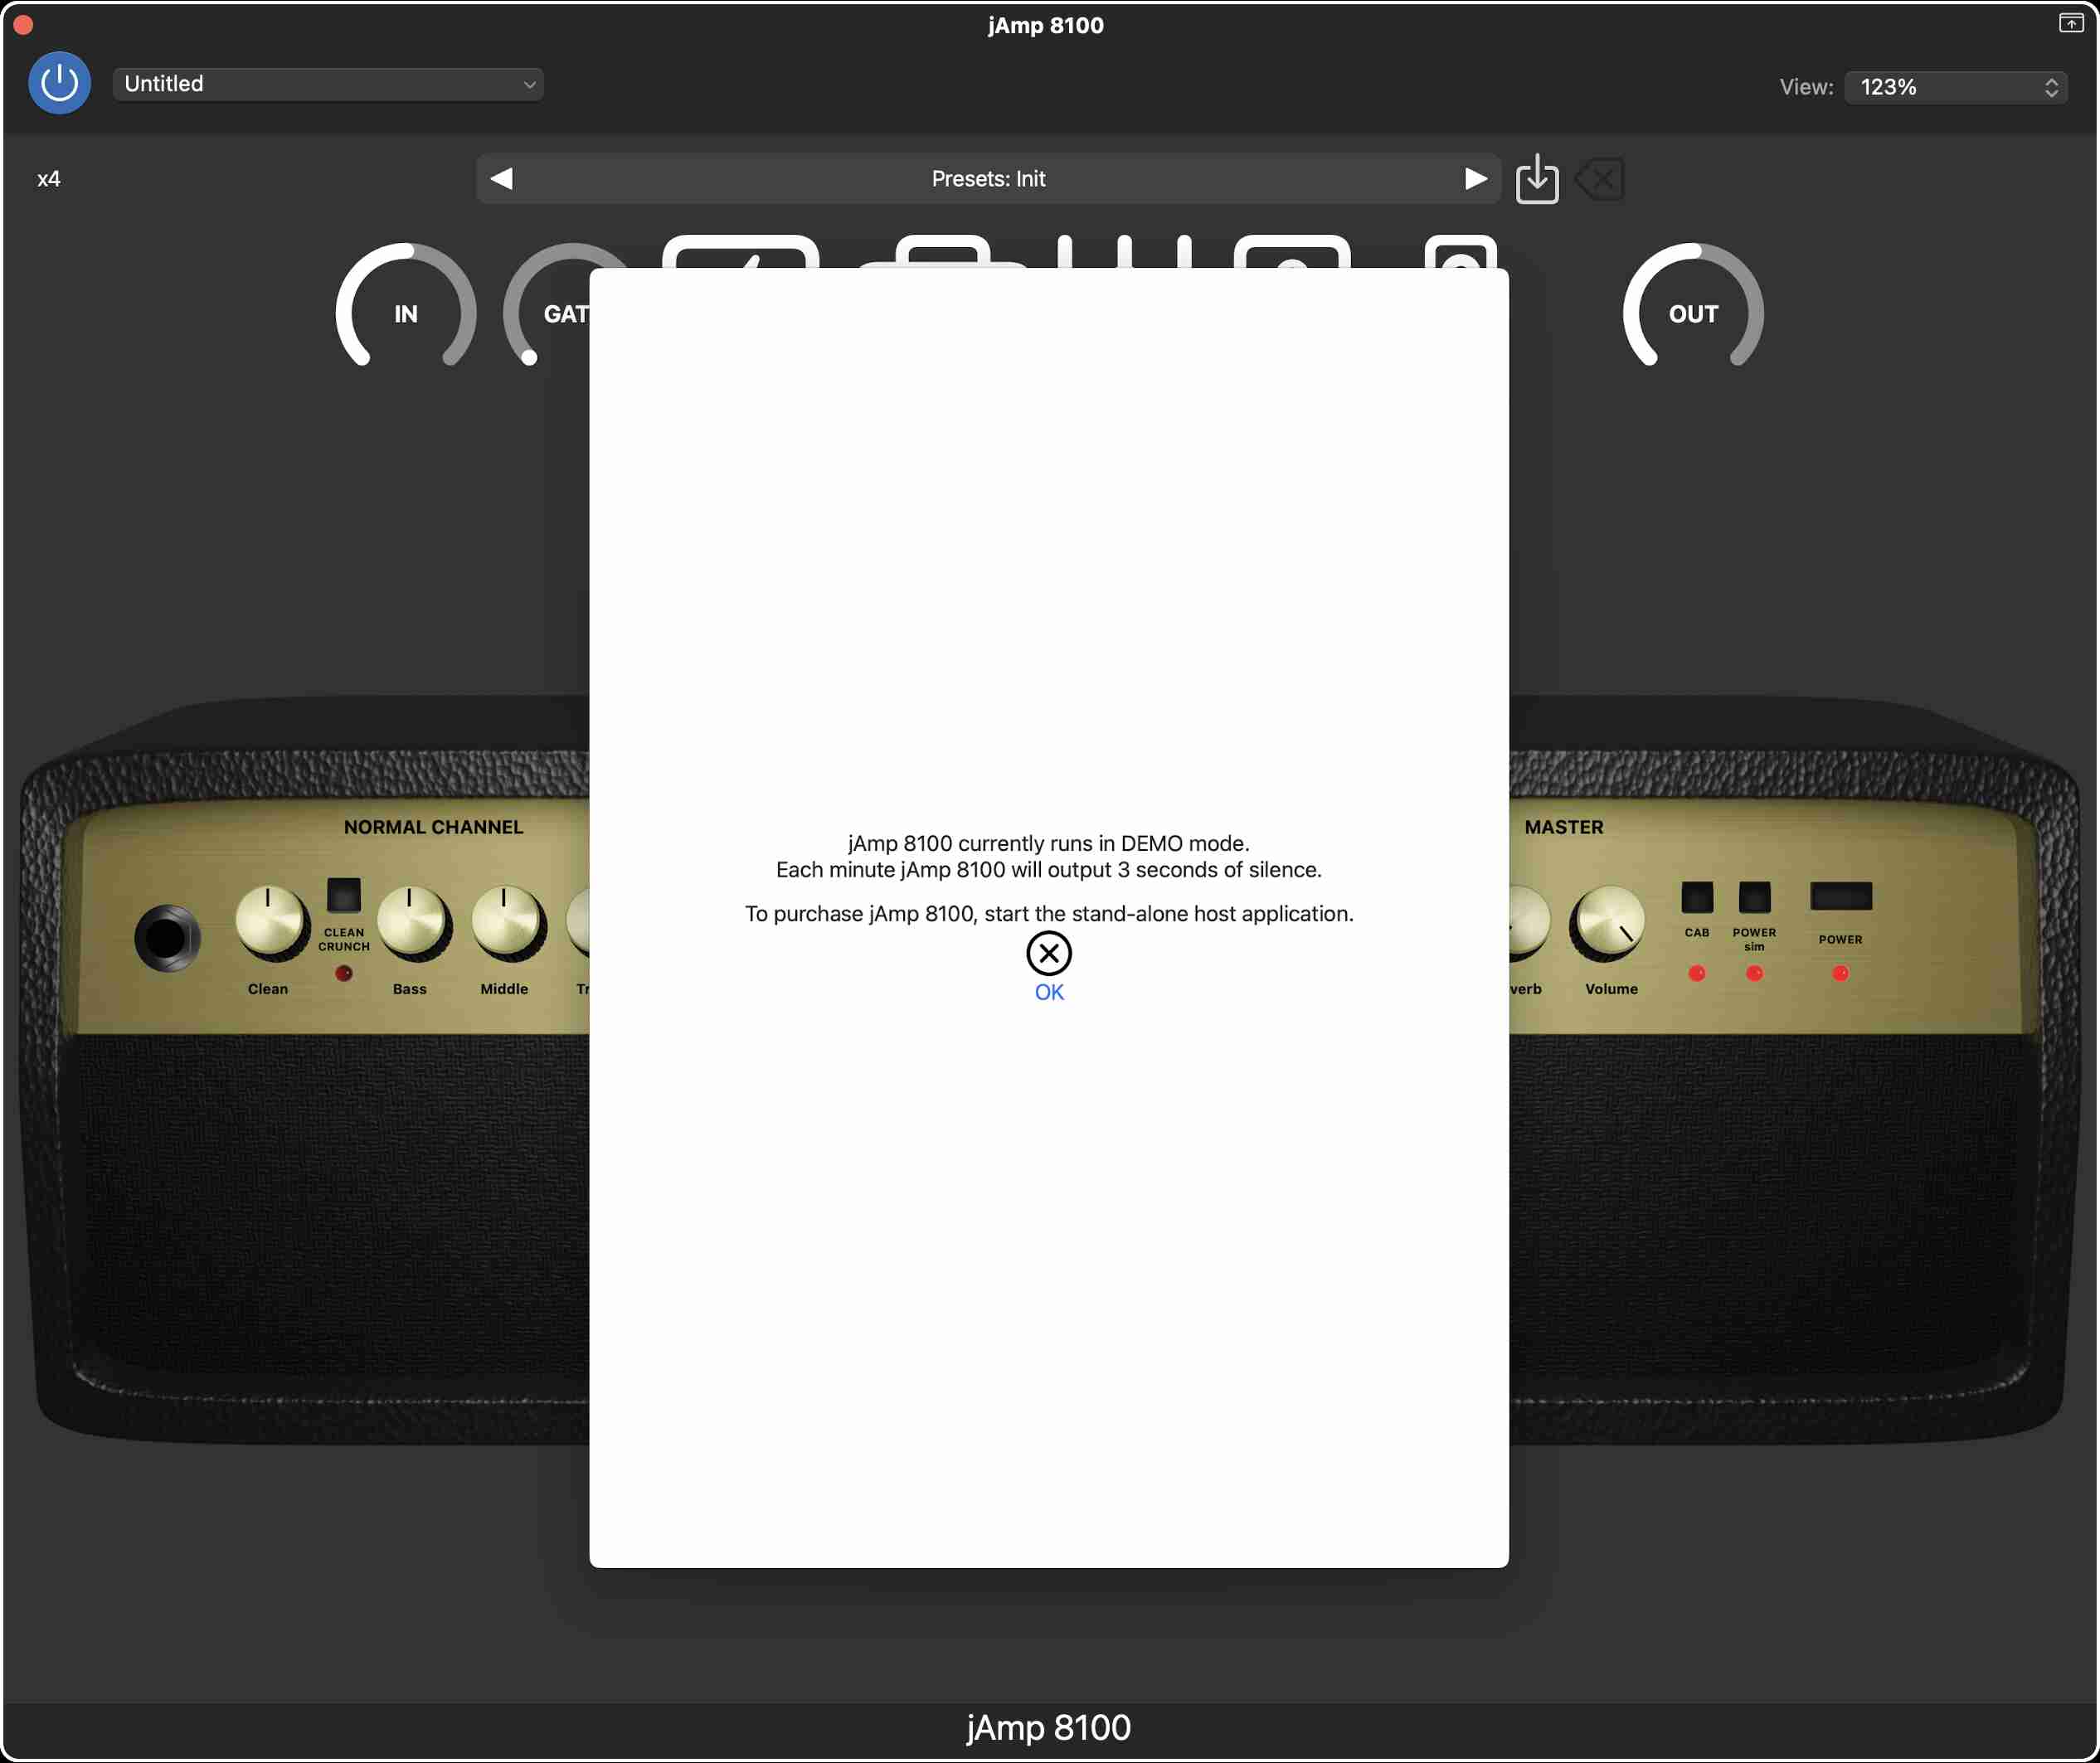 jAmp 8100
Untitled
View: 123%
x4
Presets: Init
IN
GAT
OUT
jAmp 8100 currently runs in DEMO mode.
Each minute jAmp 8100 will output 3 seconds of silence.
To purchase jAmp 8100, start the stand-alone host application.
OK
NORMAL CHANNEL
CLEAN
CRUNCH
Clean
Bass
Middle
Tr
MASTER
verb
Volume
CAB
POWER
sim
POWER
jAmp 8100